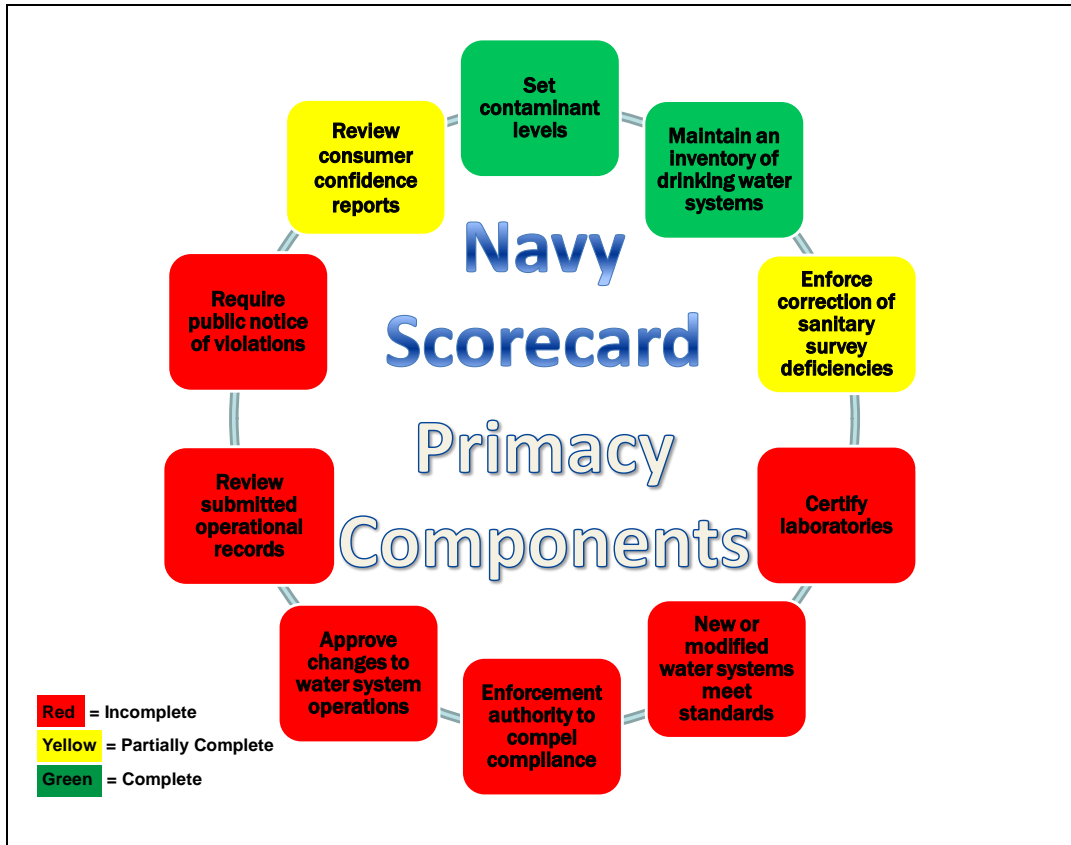 Set
contaminant
levels
Maintain an
inventory of
drinking water
systems
Enforce
correction of
sanitary
survey
deficiencies
Certify
laboratories
New or
modified
water systems
meet
standards
Enforcement
authority to
compel
compliance
Approve
changes to
water system
operations
Review
submitted
operational
records
Require
public notice
of violations
Review
consumer
confidence
reports
Navy
Scorecard
Primacy
Components
Red = Incomplete
Yellow = Partially Complete
Green = Complete